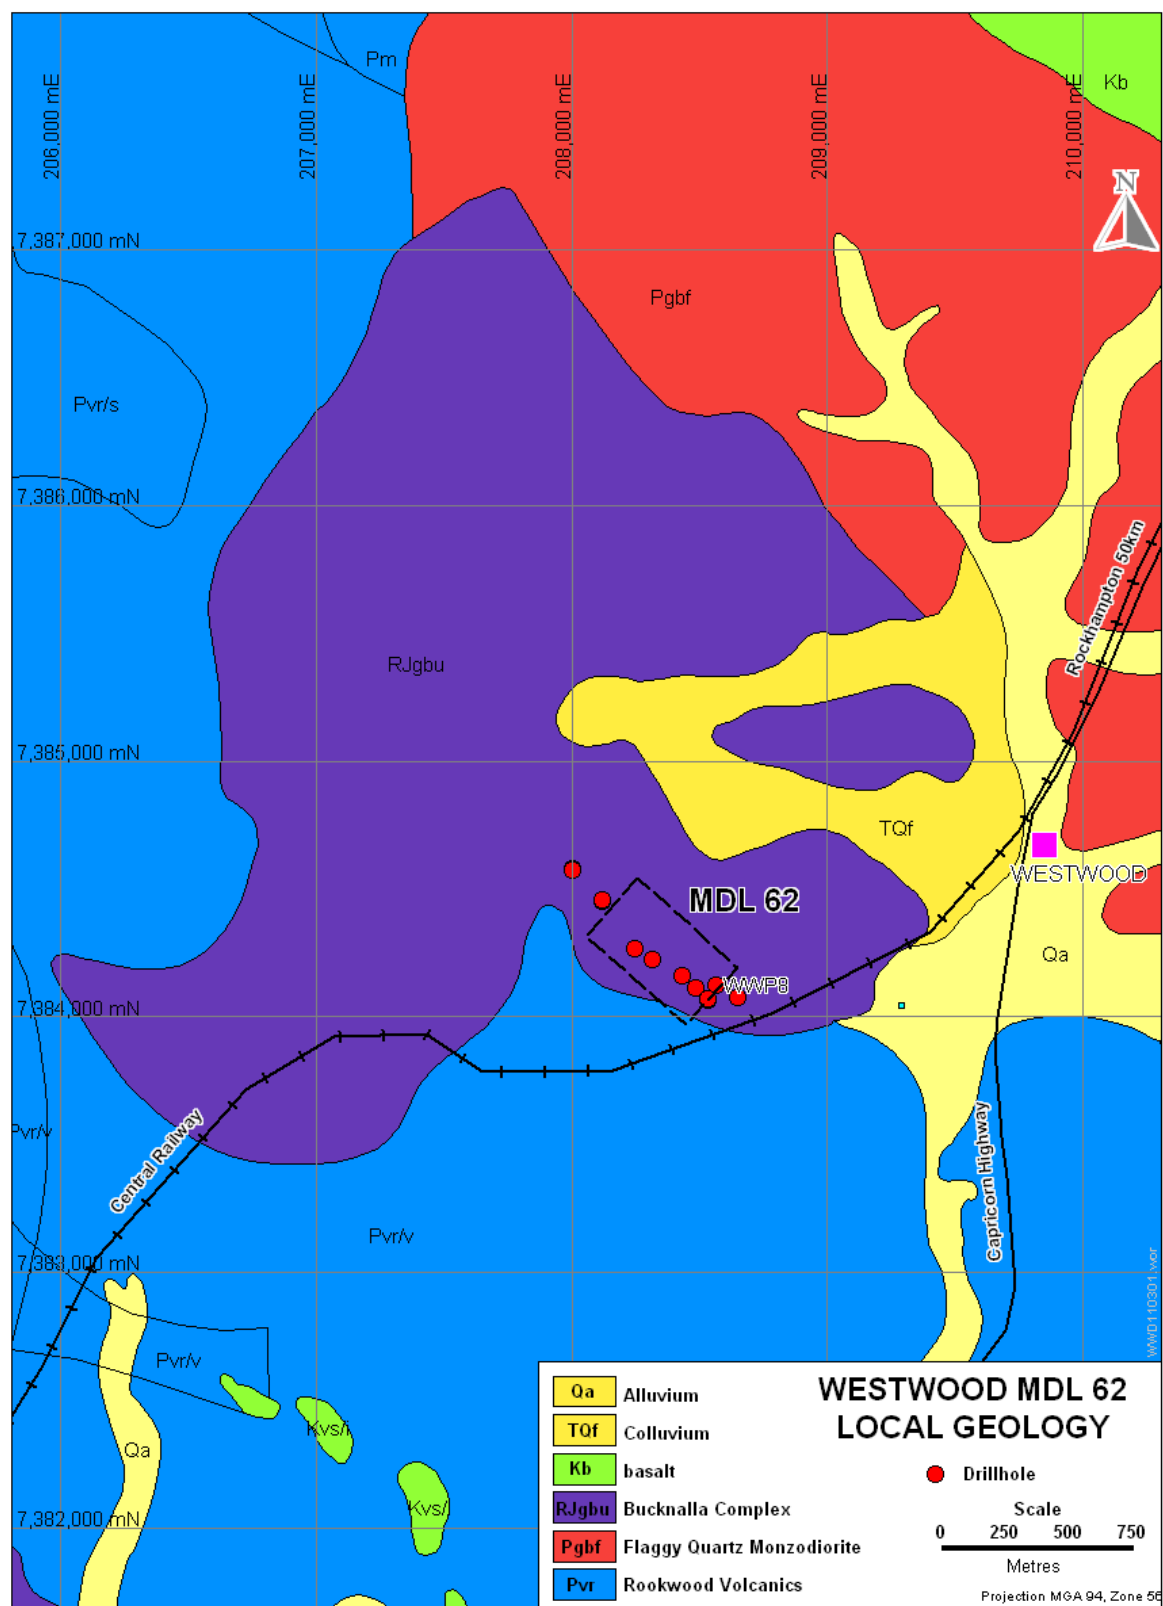 Pm
Kb
206,000 mE
207,000 mE
208,000 mE
209,000 mE
210,000 mE
N
7,387,000 mN
Pgbf
Pvr/s
7,386,000 mN
Rockhampton 50km
RJgbu
7,385,000 mN
TQf
WESTWOOD
MDL 62
Qa
WWP8
7,384,000 mN
Pvr/v
Central Railway
Capricorn Highway
Pvr/v
7,383,000 mN
WWD110301.wor
Pvr/v
Kvs/i
Qa
Kvs/
7,382,000 mN
WESTWOOD MDL 62
LOCAL GEOLOGY
Qa Alluvium
TQf Colluvium
Kb basalt
RJgbu Bucknalla Complex
Pgbf Flaggy Quartz Monzodiorite
Pvr Rookwood Volcanics
Drillhole
Scale
0 250 500 750
Metres
Projection MGA 94, Zone 56